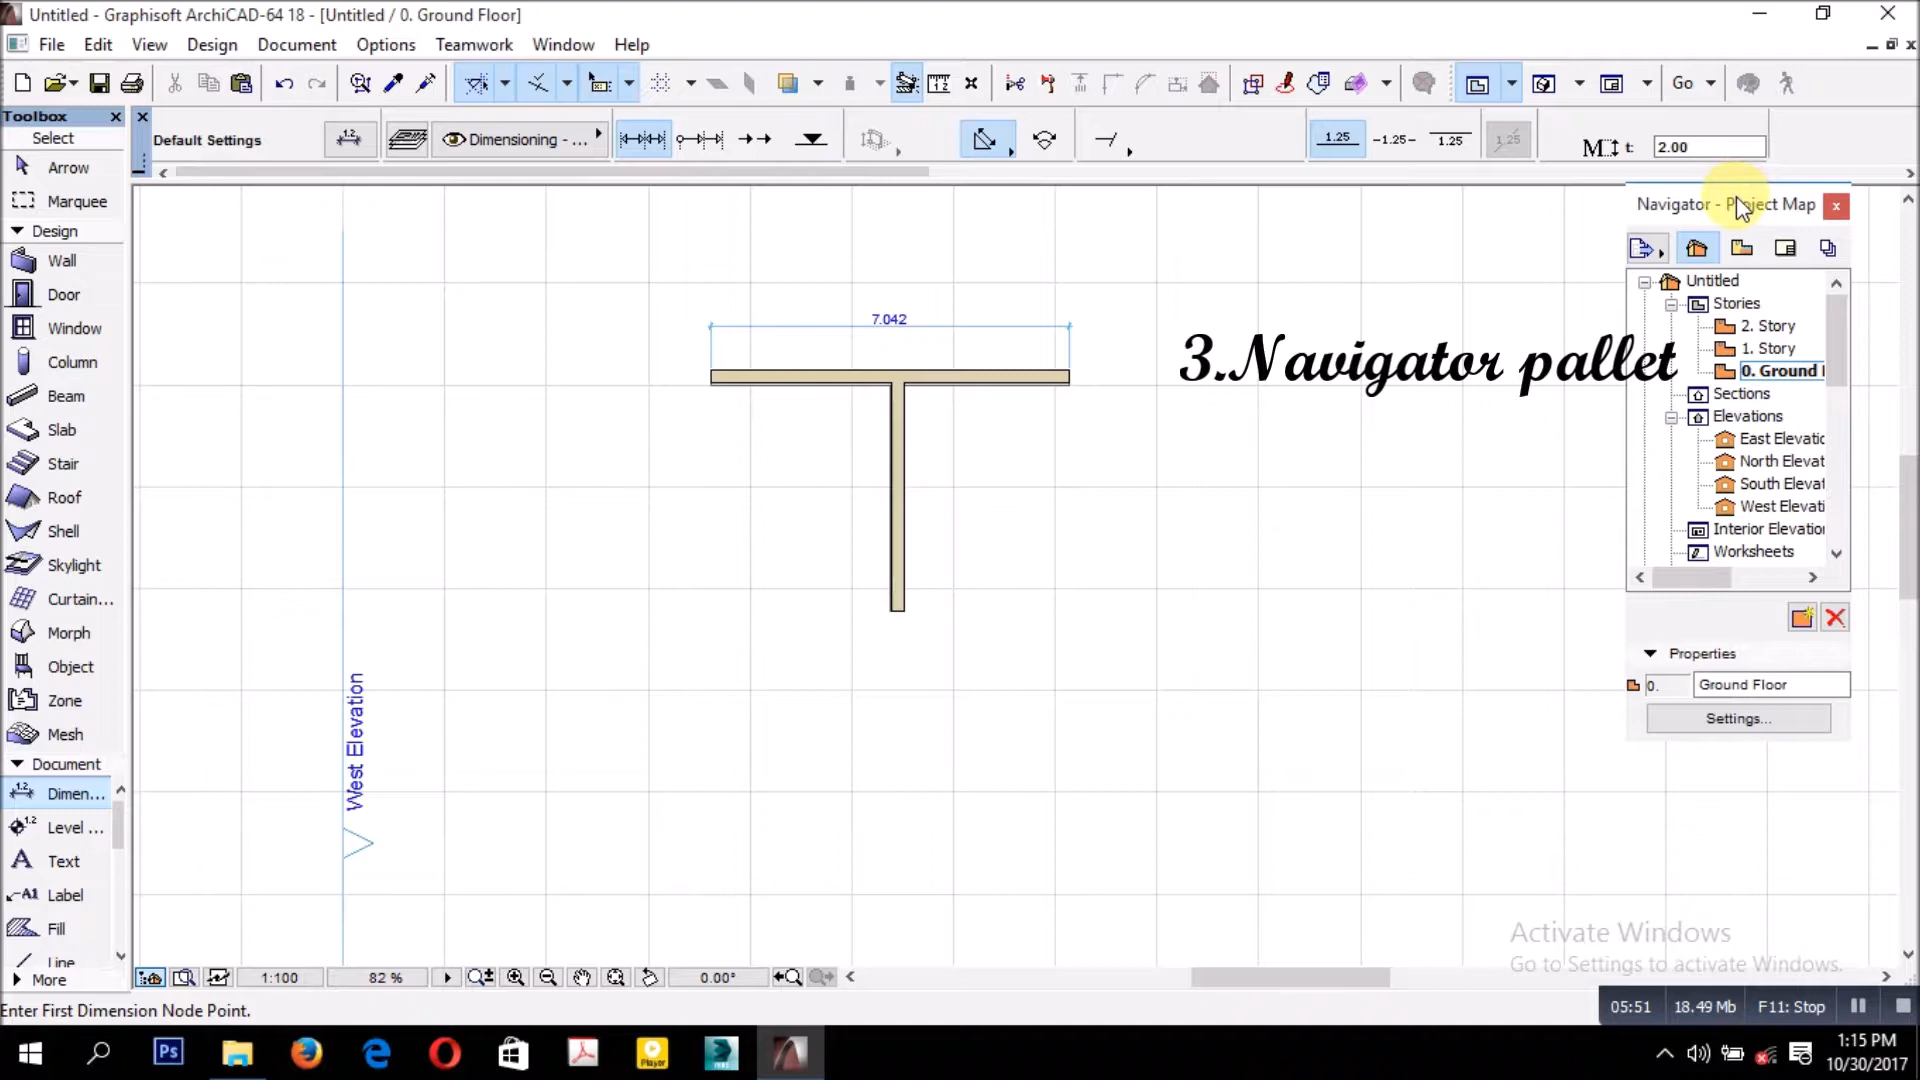 Untitled - Graphisoft ArchiCAD-64 18 - [Untitled / 0. Ground Floor]
File Edit View Design Document Options Teamwork Window Help
Go
Toolbox
Select
Arrow
Marquee
Design
Wall
Door
Window
Column
Beam
Slab
Stair
Roof
Shell
Skylight
Curtain...
Morph
Object
Zone
Mesh
Document
Dimen...
Level ...
Text
Label
Fill
Line
More
Default Settings
Dimensioning - ...
1.25
-1.25-
1.25
t:
2.00
7.042
West Elevation
3.Navigator pallet
Navigator - Project Map
Untitled
Stories
2. Story
1. Story
0. Ground
Sections
Elevations
East Elevatic
North Elevat
South Elevat
West Elevati
Interior Elevation
Worksheets
Properties
0.
Ground Floor
Settings...
Activate Windows
Go to Settings to activate Windows.
1:100
82 %
0.00°
Enter First Dimension Node Point.
05:51
18.49 Mb
F11: Stop
Ps
Player
1:15 PM
10/30/2017